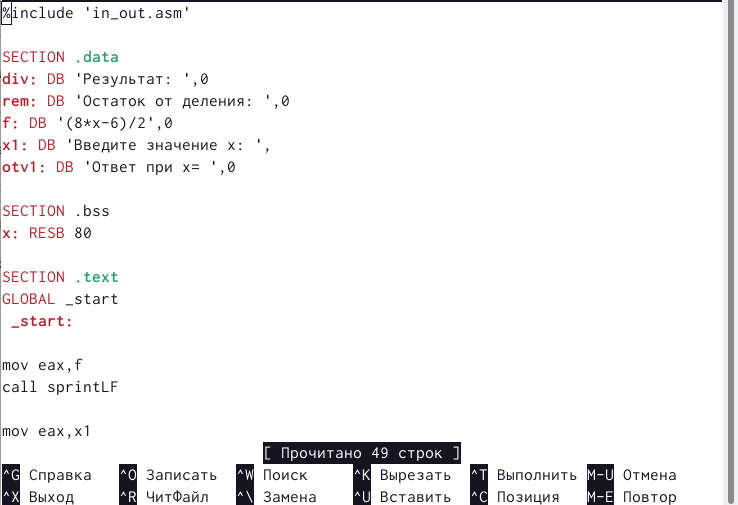 %include 'in_out.asm'
SECTION .data
div: DB 'Результат: ',0
rem: DB 'Остаток от деления: ',0
f: DB '(8*x-6)/2',0
x1: DB 'Введите значение x: ',
otv1: DB 'Ответ при x= ',0
SECTION .bss
x: RESB 80
SECTION .text
GLOBAL _start
_start:
mov eax,f
call sprintLF
mov eax,x1
[ Прочитано 49 строк ]
^G Справка ^O Записать ^W Поиск ^K Вырезать ^T Выполнить M-U Отмена
^X Выход ^R ЧитФайл ^\ Замена ^U Вставить ^C Позиция M-E Повтор